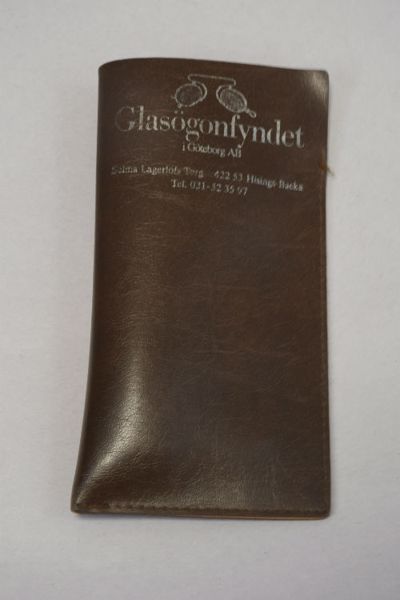 Glasögonfyndet
i Göteborg AB
Selma Lagerlöfs Torg 422 53 Hisings-Backa
Tel. 031-52 35 97